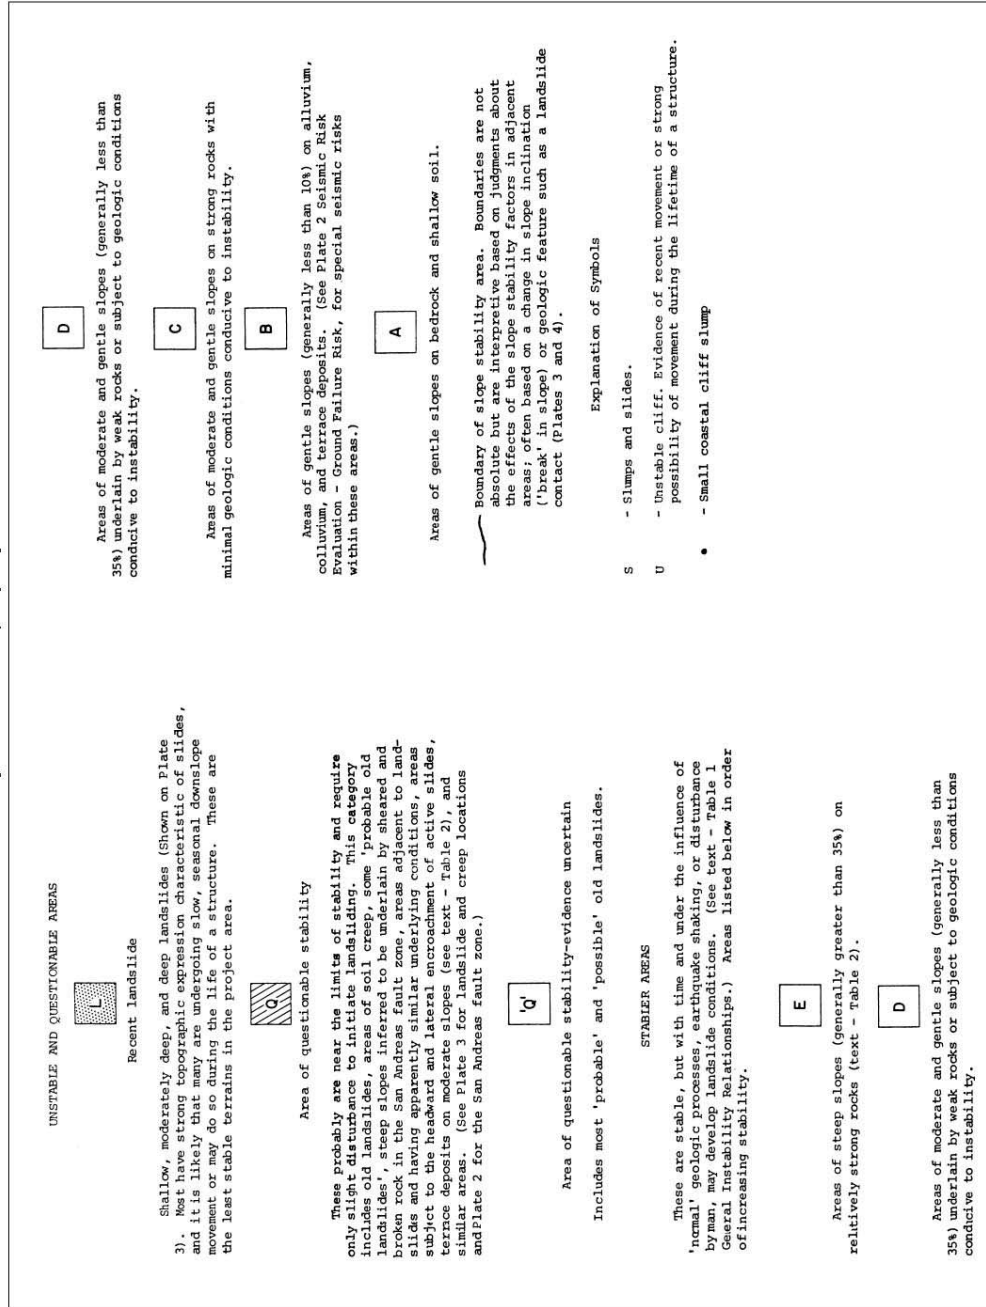 UNSTABLE AND QUESTIONABLE AREAS
L
Recent landslide
Shallow, moderately deep, and deep landslides (Shown on Plate
3). Most have strong topographic expression characteristic of slides,
and it is likely that many are undergoing slow, seasonal downslope
movement or may do so during the life of a structure. These are
the least stable terrains in the project area.
Q
Area of questionable stability
These probably are near the limits of stability and require
only slight disturbance to initiate landsliding. This category
includes old landslides, areas of soil creep, some 'probable old
landslides', steep slopes inferred to be underlain by sheared and
broken rock in the San Andreas fault zone, areas adjacent to land-
slides and having apparently similar underlying conditions, areas
subject to the headward and lateral encroachment of active slides,
terrace deposits on moderate slopes (see text - Table 2), and
similar areas. (See Plate 3 for landslide and creep locations
and Plate 2 for the San Andreas fault zone.)
'Q'
Area of questionable stability-evidence uncertain
Includes most 'probable' and 'possible' old landslides.
STABLER AREAS
These are stable, but with time and under the influence of
'normal' geologic processes, earthquake shaking, or disturbance
by man, may develop landslide conditions. (See text - Table 1
General Instability Relationships.) Areas listed below in order
of increasing stability.
E
Areas of steep slopes (generally greater than 35%) on
relitively strong rocks (text - Table 2).
D
Areas of moderate and gentle slopes (generally less than
35%) underlain by weak rocks or subject to geologic conditions
condicive to instability.
D
Areas of moderate and gentle slopes (generally less than
35%) underlain by weak rocks or subject to geologic conditions
condicive to instability.
C
Areas of moderate and gentle slopes on strong rocks with
minimal geologic conditions conducive to instability.
B
Areas of gentle slopes (generally less than 10%) on alluvium,
colluvium, and terrace deposits. (See Plate 2 Seismic Risk
Evaluation - Ground Failure Risk, for special seismic risks
within these areas.)
A
Areas of gentle slopes on bedrock and shallow soil.
Boundary of slope stability area. Boundaries are not
absolute but are interpretive based on judgments about
the effects of the slope stability factors in adjacent
areas; often based on a change in slope inclination
('break' in slope) or geologic feature such as a landslide
contact (Plates 3 and 4).
Explanation of Symbols
S - Slumps and slides.
U - Unstable cliff. Evidence of recent movement or strong
possibility of movement during the lifetime of a structure.
• - Small coastal cliff slump